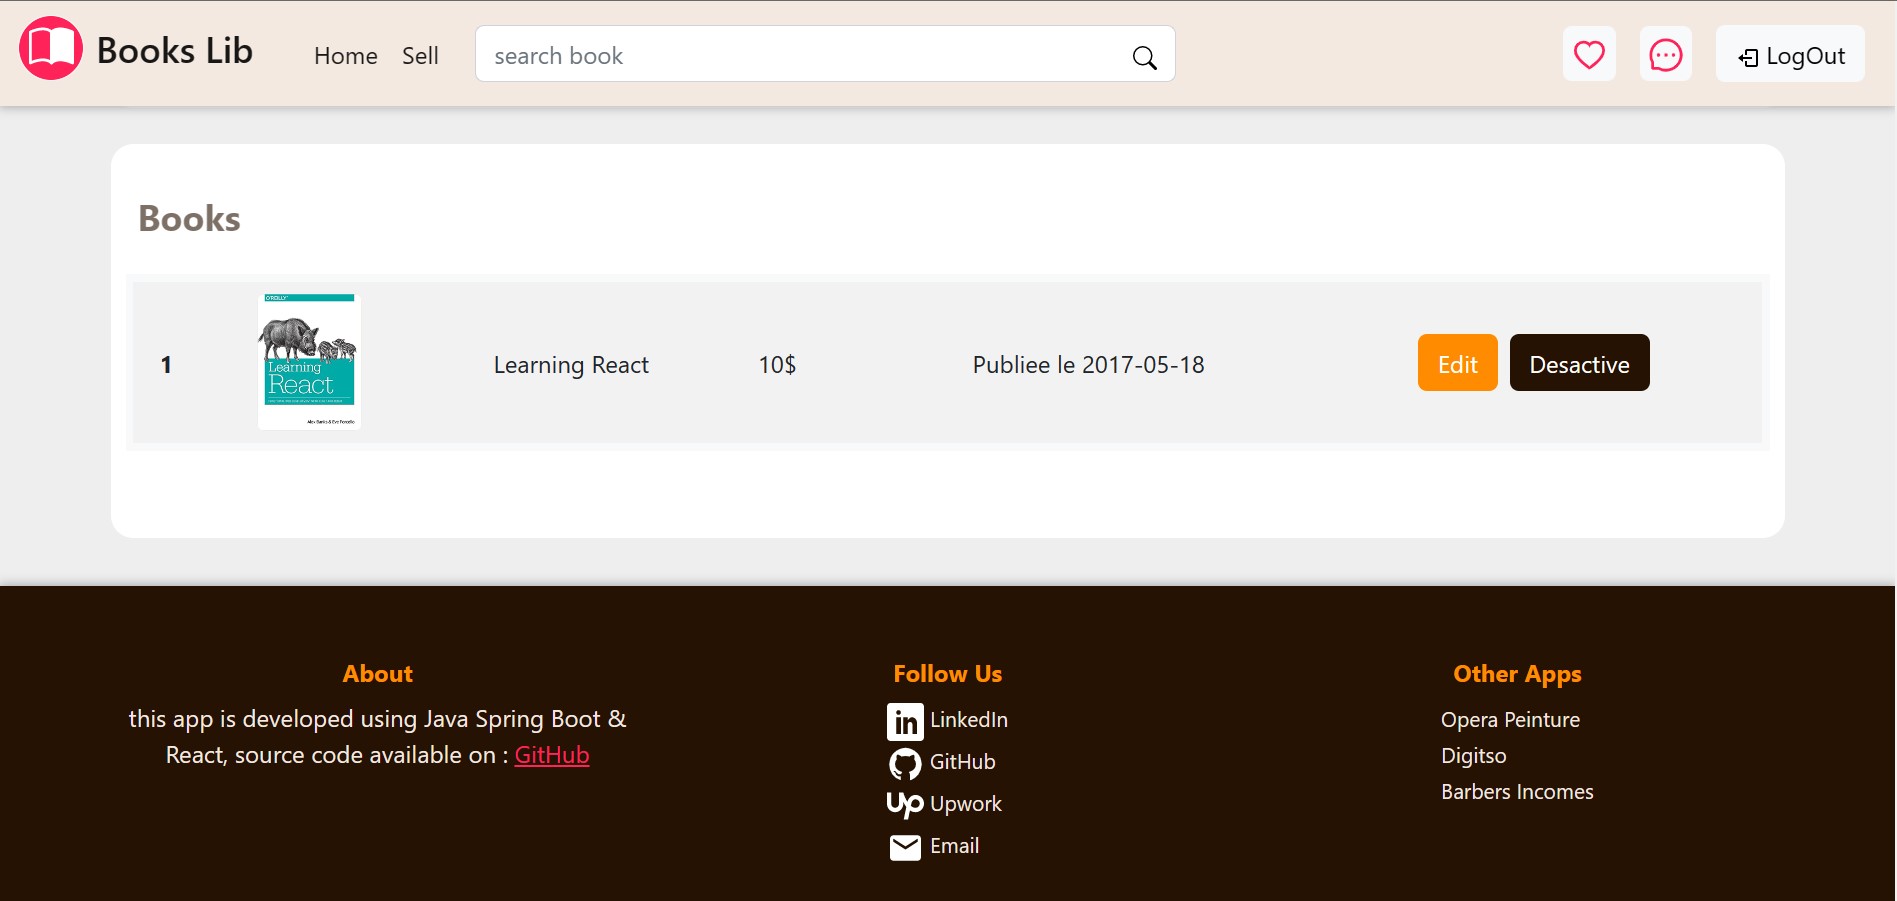 Books Lib
Home
Sell
search book
LogOut
Books
1
O'REILLY
Learning
React
Alex Banks & Eve Porcello
Learning React
10$
Publiee le 2017-05-18
Edit
Desactive
About
this app is developed using Java Spring Boot &
React, source code available on : GitHub
Follow Us
in LinkedIn
GitHub
up Upwork
Email
Other Apps
Opera Peinture
Digitso
Barbers Incomes